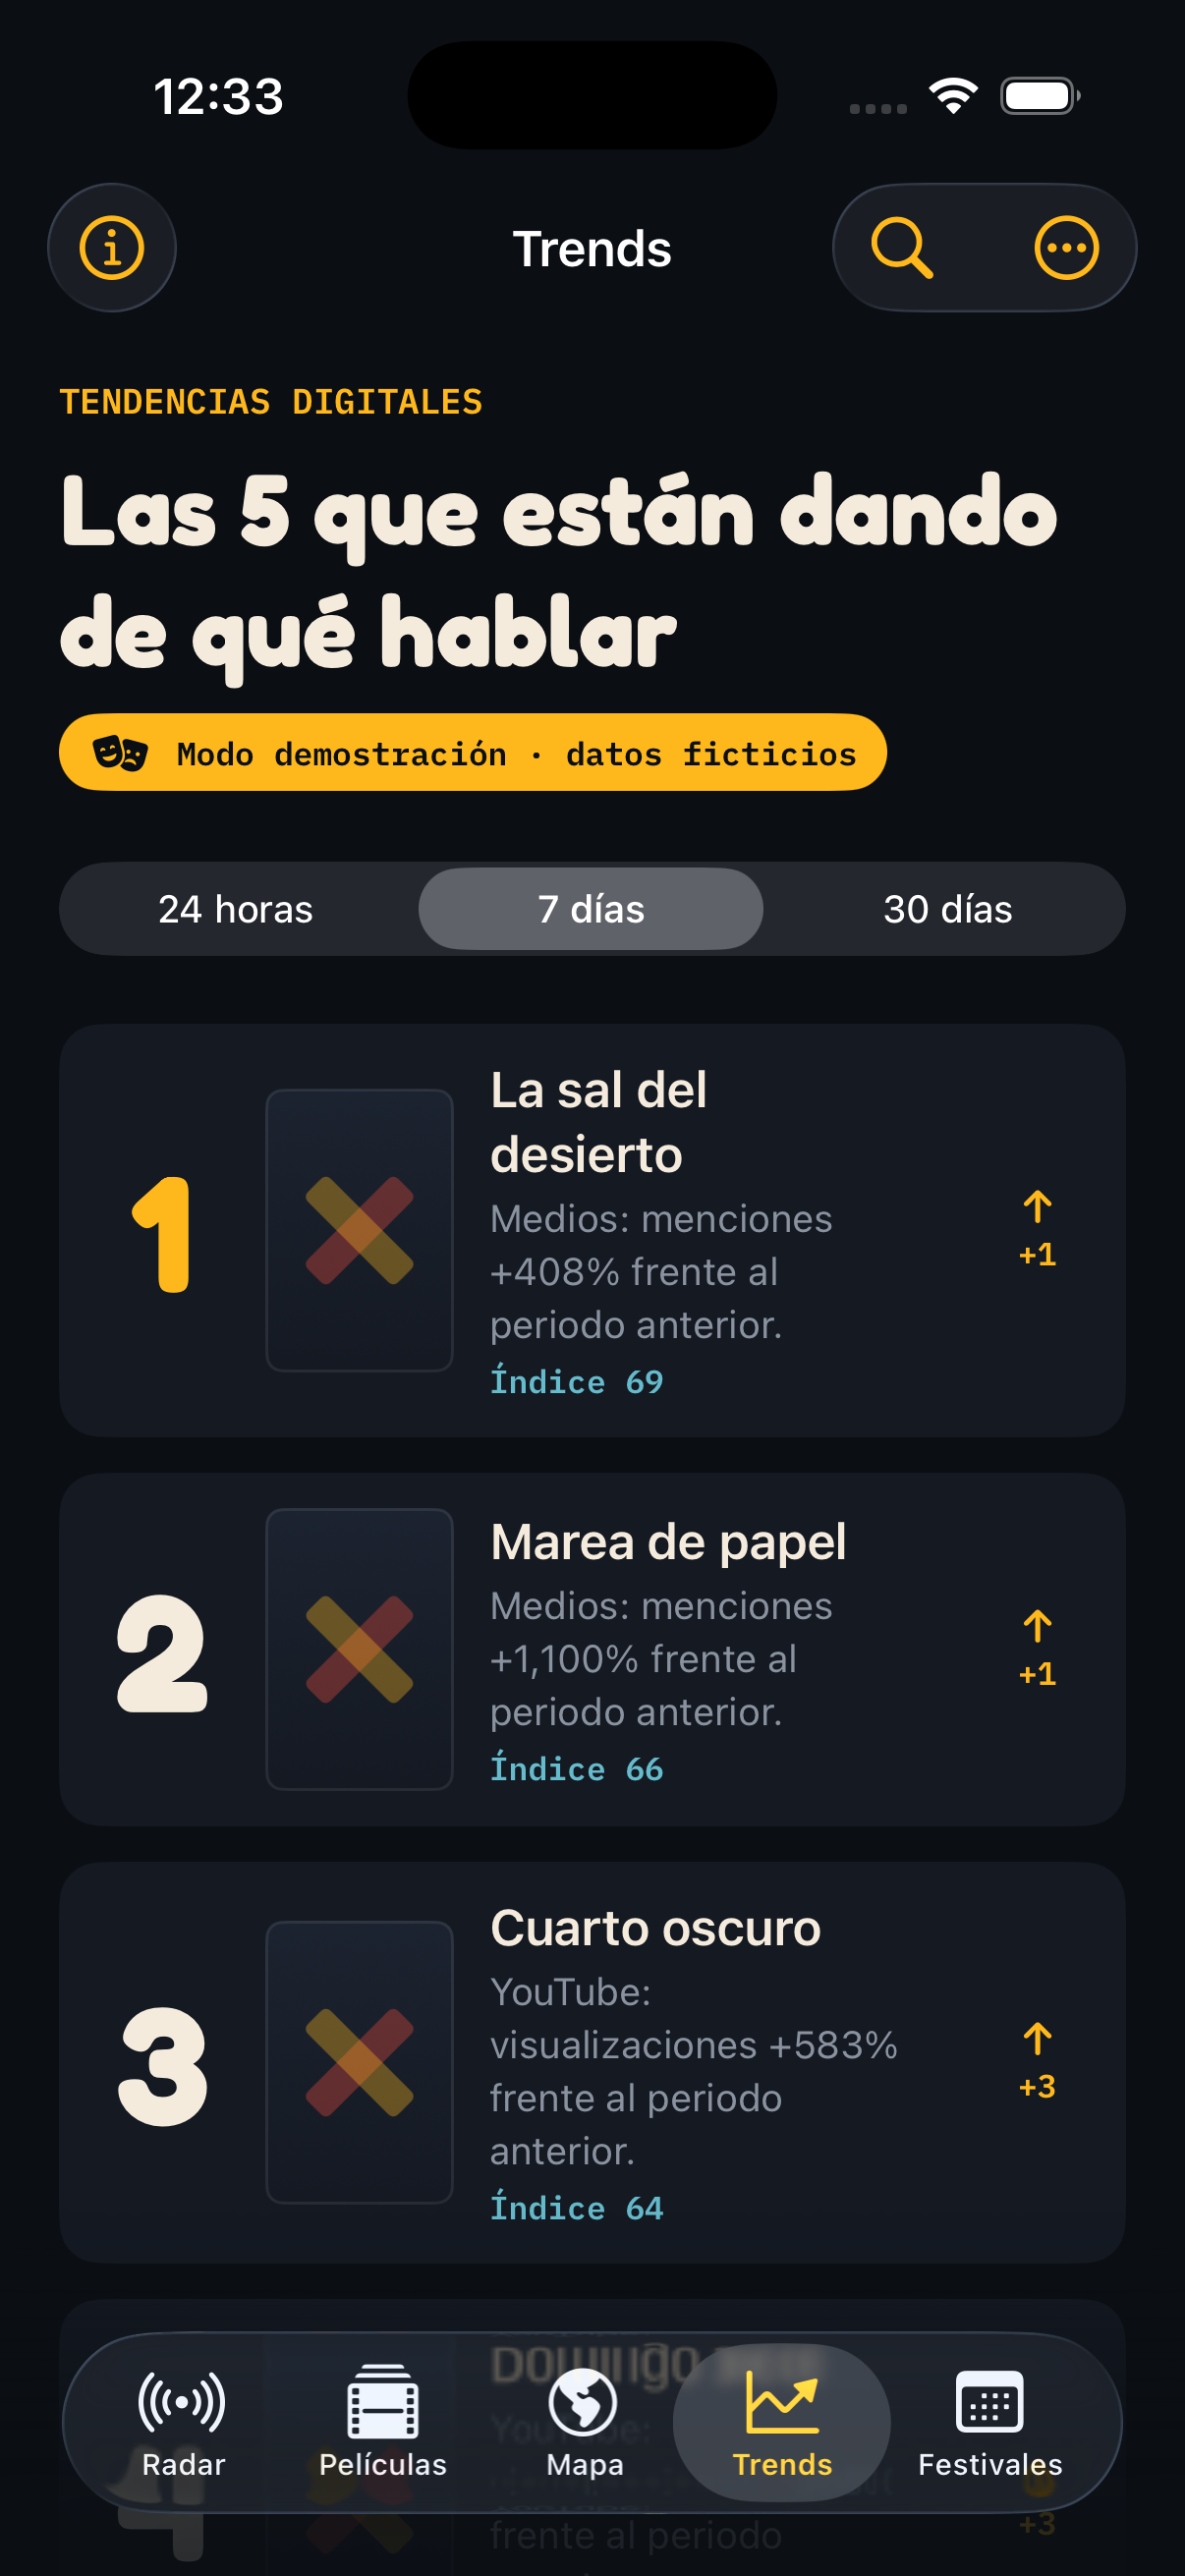 12:33
Trends
TENDENCIAS DIGITALES
Las 5 que están dando
de qué hablar
Modo demostración · datos ficticios
24 horas
7 días
30 días
1
La sal del
desierto
Medios: menciones
+408% frente al
periodo anterior.
Índice 69
+1
2
Marea de papel
Medios: menciones
+1,100% frente al
periodo anterior.
Índice 66
+1
3
Cuarto oscuro
YouTube:
visualizaciones +583%
frente al periodo
anterior.
Índice 64
+3
4
Domingo
YouTube:
frente al periodo
+3
Radar
Películas
Mapa
Trends
Festivales